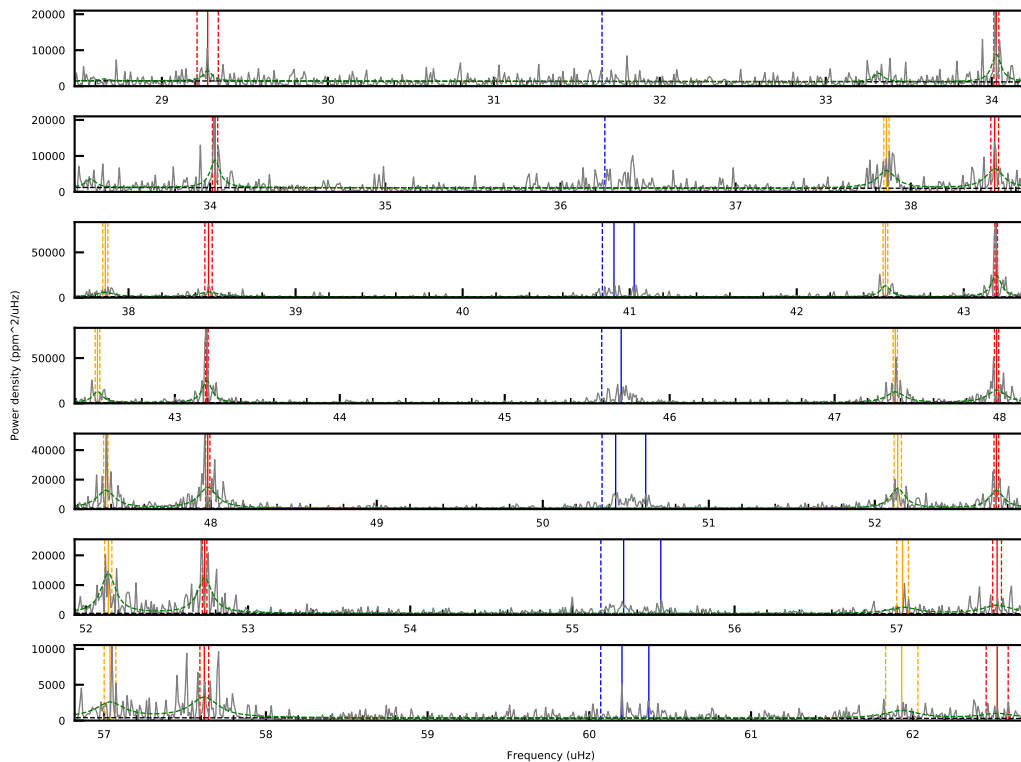 20000
10000
0
29 30 31 32 33 34
20000
10000
0
34 35 36 37 38
50000
0
38 39 40 41 42 43
50000
0
43 44 45 46 47 48
Power density (ppm^2/uHz)
40000
20000
0
48 49 50 51 52
20000
10000
0
52 53 54 55 56 57
10000
5000
0
57 58 59 60 61 62
Frequency (uHz)